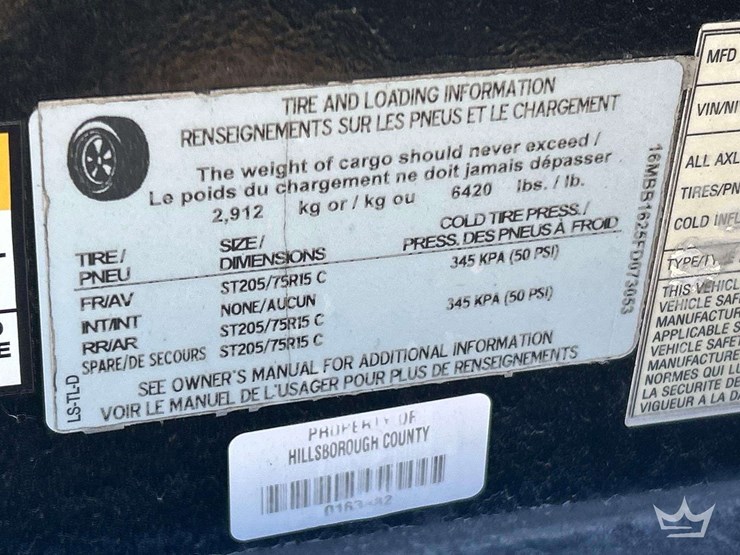 TIRE AND LOADING INFORMATION
RENSEIGNEMENTS SUR LES PNEUS ET LE CHARGEMENT
The weight of cargo should never exceed /
Le poids du chargement ne doit jamais dépasser
2,912 kg or / kg ou 6420 lbs. / lb.
TIRE/ SIZE/ COLD TIRE PRESS./
PNEU DIMENSIONS PRESS. DES PNEUS À FROID
FR/AV ST205/75R15 C 345 KPA (50 PSI)
INT/INT NONE/AUCUN
RR/AR ST205/75R15 C 345 KPA (50 PSI)
SPARE/DE SECOURS ST205/75R15 C
SEE OWNER'S MANUAL FOR ADDITIONAL INFORMATION
VOIR LE MANUEL DE L'USAGER POUR PLUS DE RENSEIGNEMENTS
LS-TL-D
PROPERTY OF
HILLSBOROUGH COUNTY
MFD
VIN/NI
ALL AXL
TIRES/PN
COLD INFL
THIS VEHICL
VEHICLE SAF
MANUFACTUR
APPLICABLE S
VEHICLE SAFET
MANUFACTURE
NORMES QUI LU
LA SECURITE DE
VIGUEUR A LA DA